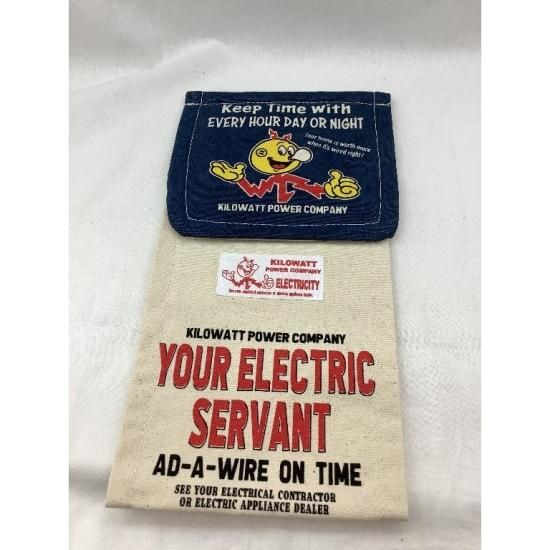 Keep Time with
EVERY HOUR DAY OR NIGHT
Your home is worth more
when it's wired right!
KILOWATT POWER COMPANY
KILOWATT
POWER COMPANY
ELECTRICITY
KILOWATT POWER COMPANY
YOUR ELECTRIC
SERVANT
AD-A-WIRE ON TIME
SEE YOUR ELECTRICAL CONTRACTOR
OR ELECTRIC APPLIANCE DEALER